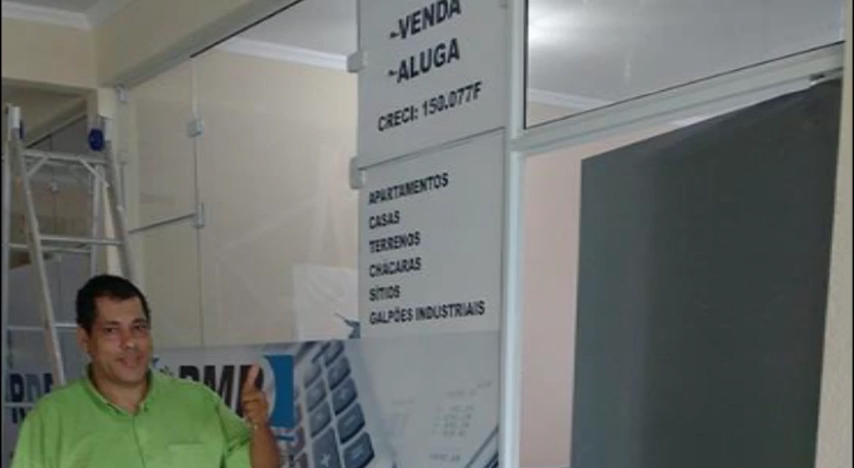 ~VENDA
~ALUGA
CRECI: 150.077F
APARTAMENTOS
CASAS
TERRENOS
CHÁCARAS
SÍTIOS
GALPÕES INDUSTRIAIS